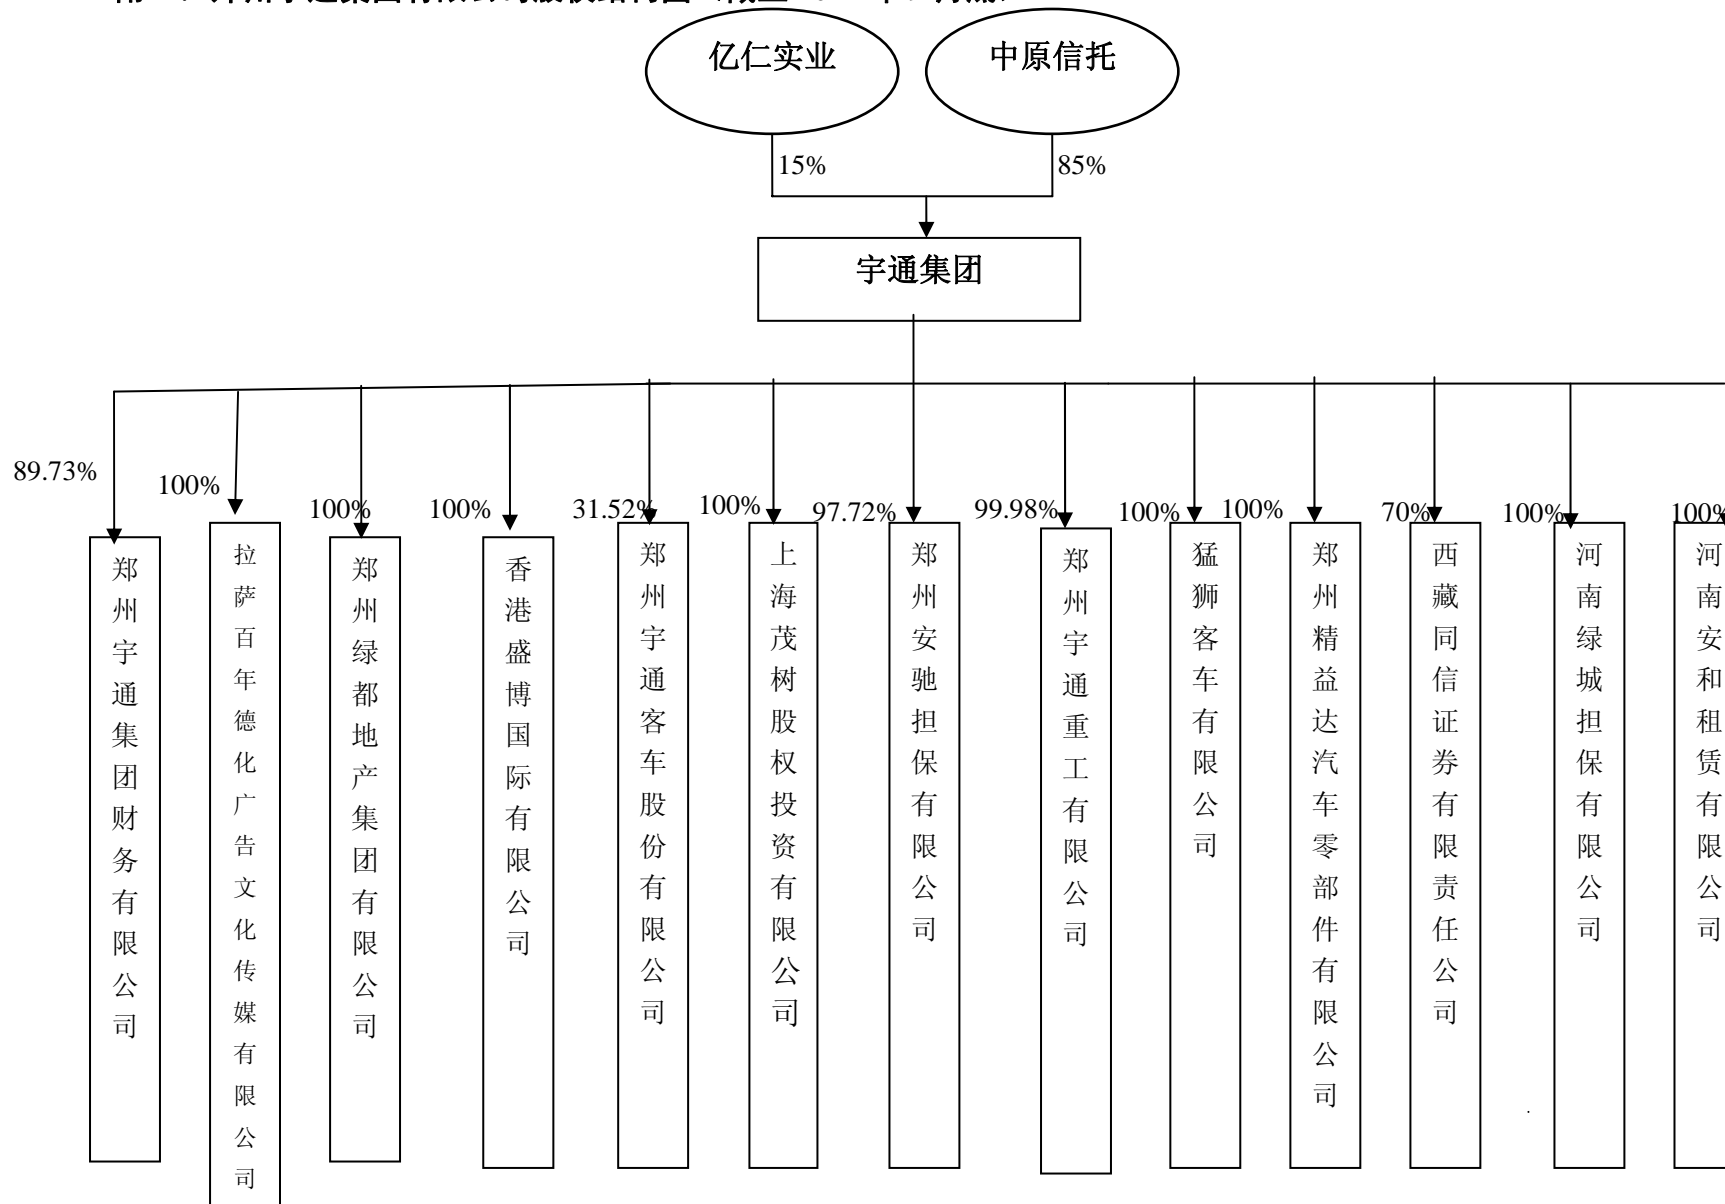 亿仁实业
中原信托
15%
85%
宇通集团
89.73%
100%
100%
100%
31.52%
100%
97.72%
99.98%
100%
100%
70%
100%
100%
郑州宇通集团财务有限公司
拉萨百年德化广告文化传媒有限公司
郑州绿都地产集团有限公司
香港盛博国际有限公司
郑州宇通客车股份有限公司
上海茂树股权投资有限公司
郑州安驰担保有限公司
郑州宇通重工有限公司
猛狮客车有限公司
郑州精益达汽车零部件有限公司
西藏同信证券有限责任公司
河南绿城担保有限公司
河南安和租赁有限公司